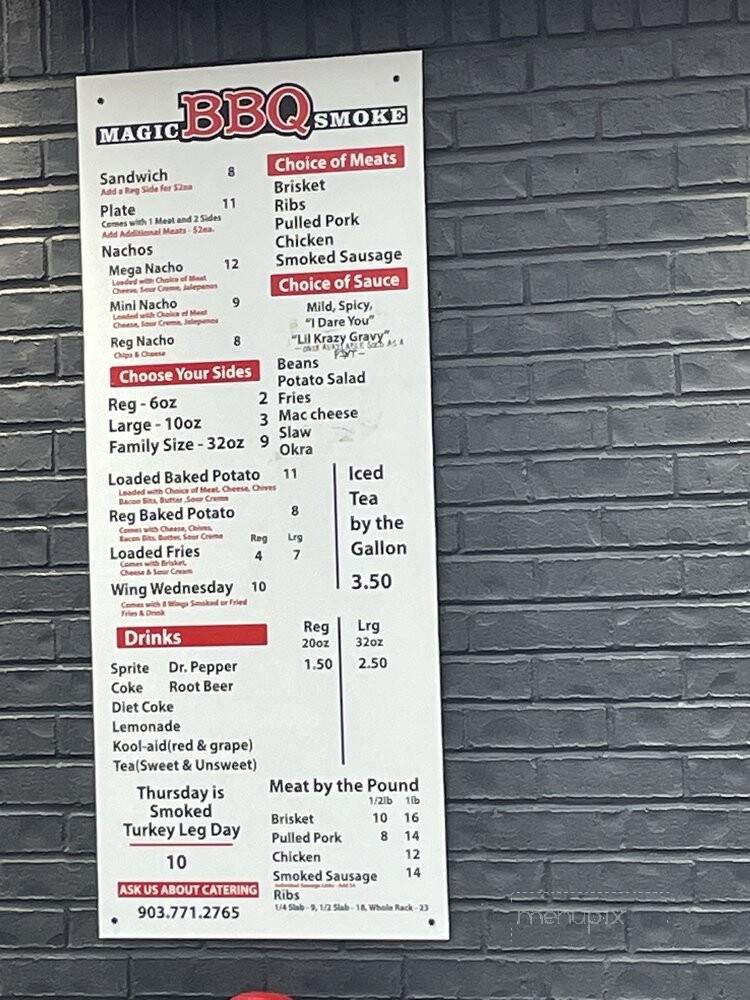 MAGIC BBQ SMOKE
Sandwich 8
Add a Reg Side for $2ea
Plate 11
Comes with 1 Meat and 2 Sides
Add Additional Meats - $2ea.
Nachos
Mega Nacho 12
Loaded with Choice of Meat
Cheese, Sour Creme, Jalepenos
Mini Nacho 9
Loaded with Choice of Meat
Cheese, Sour Creme, Jalepenos
Reg Nacho 8
Chips & Cheese
Choice of Meats
Brisket
Ribs
Pulled Pork
Chicken
Smoked Sausage
Choice of Sauce
Mild, Spicy,
"I Dare You"
"Lil Krazy Gravy"
- ONLY AVAILABLE SOLD AS A
PINT -
Choose Your Sides
Reg - 6oz 2
Large - 10oz 3
Family Size - 32oz 9
Beans
Potato Salad
Fries
Mac cheese
Slaw
Okra
Loaded Baked Potato 11
Loaded with Choice of Meat, Cheese, Chives
Bacon Bits, Butter ,Sour Creme
Reg Baked Potato 8
Comes with Cheese, Chives,
Bacon Bits, Butter, Sour Creme
Reg Lrg
Loaded Fries 4 7
Comes with Brisket,
Cheese & Sour Cream
Wing Wednesday 10
Comes with 8 Wings Smoked or Fried
Fries & Drink
Iced
Tea
by the
Gallon
3.50
Drinks
Reg Lrg
20oz 32oz
1.50 2.50
Sprite Dr. Pepper
Coke Root Beer
Diet Coke
Lemonade
Kool-aid(red & grape)
Tea(Sweet & Unsweet)
Thursday is
Smoked
Turkey Leg Day
10
ASK US ABOUT CATERING
903.771.2765
Meat by the Pound
1/2lb 1lb
Brisket 10 16
Pulled Pork 8 14
Chicken 12
Smoked Sausage 14
Individual Sausage Links - Add $4
Ribs
1/4 Slab - 9, 1/2 Slab - 18, Whole Rack - 23
menupix